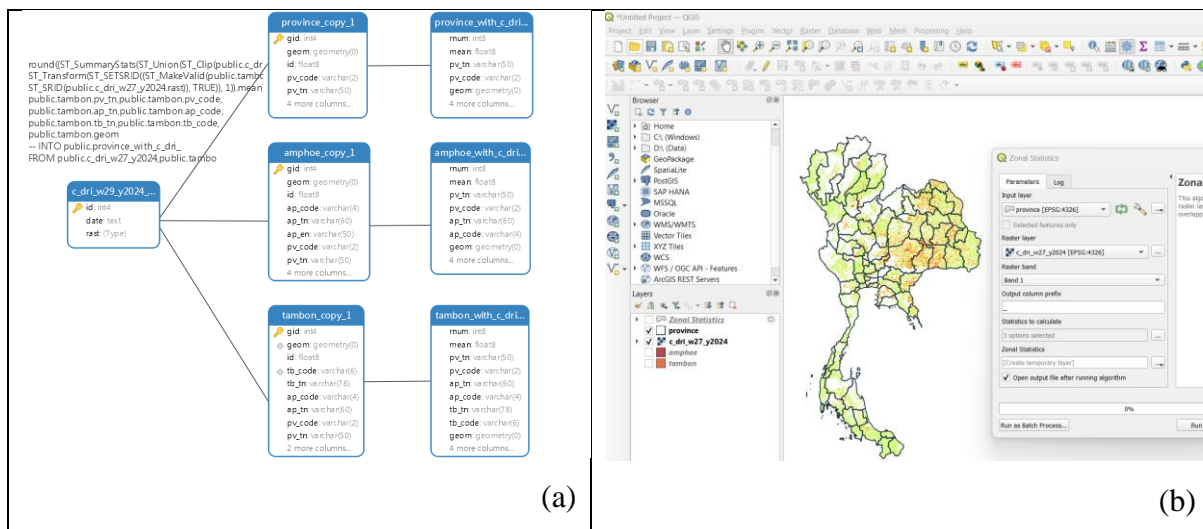 round((ST_SummaryStats(ST_Union(ST_Clip(public.c_dr
ST_Transform(ST_SETSRID((ST_MakeValid(public.tambo
ST_SRID(public.c_dri_w27_y2024.rast)), TRUE)), 1)).mean
public.tambon.pv_tn,public.tambon.pv_code,
public.tambon.ap_tn,public.tambon.ap_code,
public.tambon.tb_tn,public.tambon.tb_code,
public.tambon.geom
-- INTO public.province_with_c_dri_
FROM public.c_dri_w27_y2024,public.tambo
c_dri_w29_y2024_...
id: int4
date: text
rast: (Type)
province_copy_1
gid: int4
geom: geometry(0)
id: float8
pv_code: varchar(2)
pv_tn: varchar(50)
4 more columns...
province_with_c_dri...
rnum: int8
mean: float8
pv_tn: varchar(50)
pv_code: varchar(2)
geom: geometry(0)
4 more columns...
amphoe_copy_1
gid: int4
geom: geometry(0)
id: float8
ap_code: varchar(4)
ap_tn: varchar(60)
ap_en: varchar(50)
pv_code: varchar(2)
pv_tn: varchar(50)
4 more columns...
amphoe_with_c_dri...
rnum: int8
mean: float8
pv_tn: varchar(50)
pv_code: varchar(2)
ap_tn: varchar(60)
ap_code: varchar(4)
geom: geometry(0)
4 more columns...
tambon_copy_1
gid: int4
geom: geometry(0)
id: float8
tb_code: varchar(6)
tb_tn: varchar(78)
ap_code: varchar(4)
ap_tn: varchar(60)
pv_code: varchar(2)
pv_tn: varchar(50)
2 more columns...
tambon_with_c_dri...
rnum: int8
mean: float8
pv_tn: varchar(50)
pv_code: varchar(2)
ap_tn: varchar(60)
ap_code: varchar(4)
tb_tn: varchar(78)
tb_code: varchar(6)
geom: geometry(0)
4 more columns...
(a)
*Untitled Project — QGIS
Project Edit View Layer Settings Plugins Vector Raster Database Web Mesh Processing Help
Browser
Home
C:\ (Windows)
D:\ (Data)
GeoPackage
SpatiaLite
PostGIS
SAP HANA
MSSQL
Oracle
WMS/WMTS
Vector Tiles
XYZ Tiles
WCS
WFS / OGC API - Features
ArcGIS REST Servers
Layers
Zonal Statistics
province
c_dri_w27_y2024
amphoe
tambon
Zonal Statistics
Parameters Log
Input layer
province [EPSG:4326]
Selected features only
Raster layer
c_dri_w27_y2024 [EPSG:4326]
Raster band
Band 1
Output column prefix
_
Statistics to calculate
3 options selected
Zonal Statistics
[Create temporary layer]
Open output file after running algorithm
Zona
This alg
raster la
overlapp
0%
Run as Batch Process...
Run
(b)